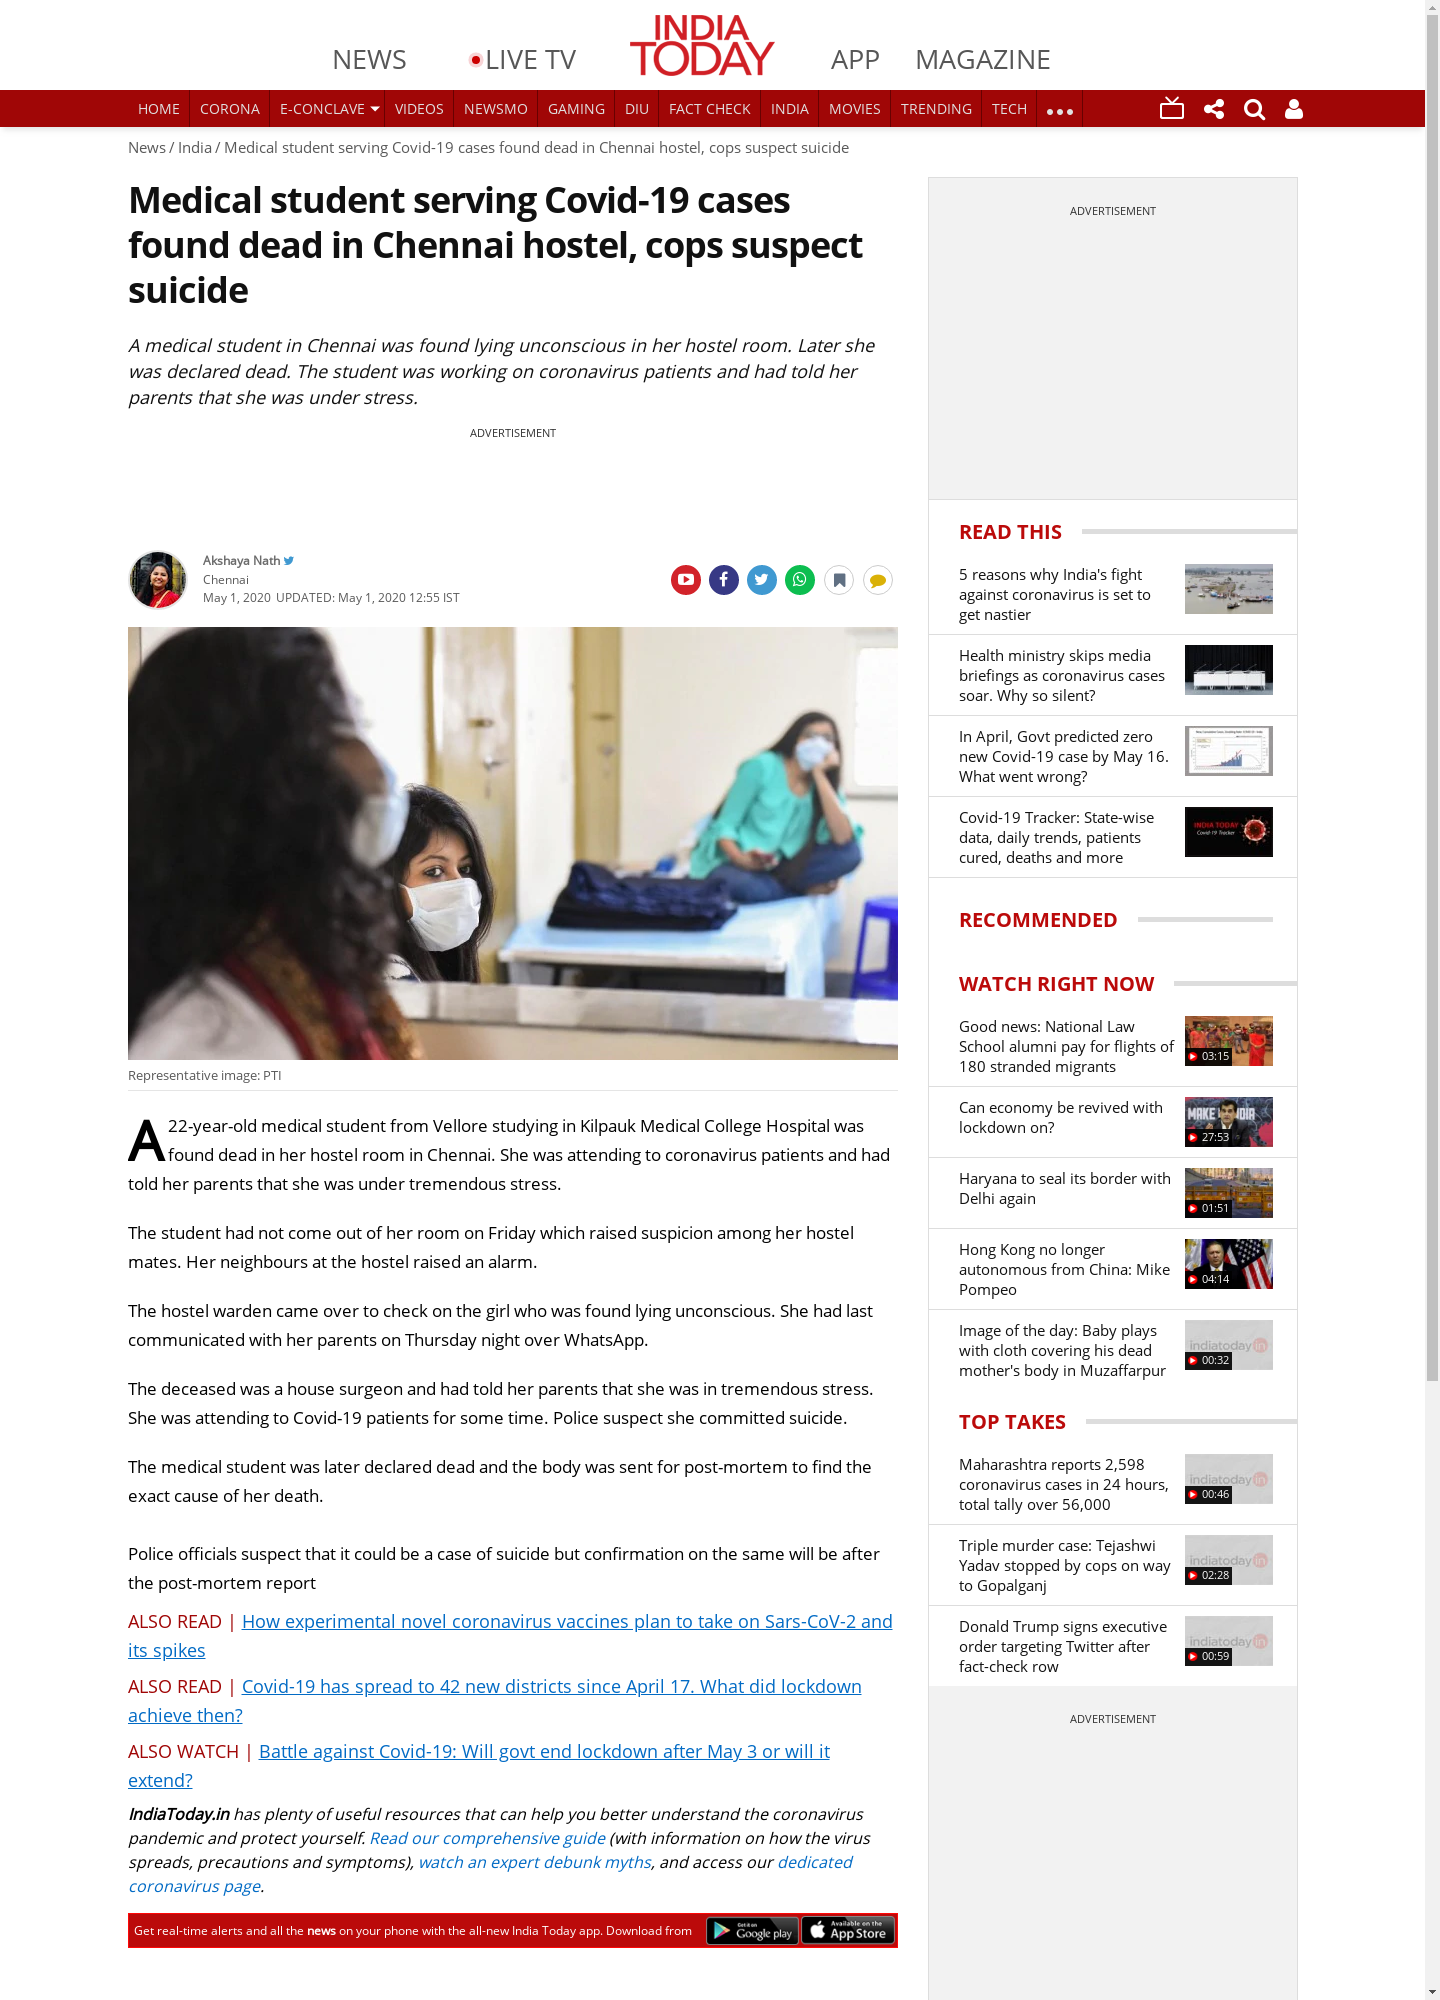 NEWS
LIVE TV
INDIA
TODAY
APP
MAGAZINE
HOME CORONA E-CONCLAVE VIDEOS NEWSMO GAMING DIU FACT CHECK INDIA MOVIES TRENDING TECH
News / India / Medical student serving Covid-19 cases found dead in Chennai hostel, cops suspect suicide
Medical student serving Covid-19 cases
found dead in Chennai hostel, cops suspect
suicide
A medical student in Chennai was found lying unconscious in her hostel room. Later she
was declared dead. The student was working on coronavirus patients and had told her
parents that she was under stress.
ADVERTISEMENT
Akshaya Nath
Chennai
May 1, 2020 UPDATED: May 1, 2020 12:55 IST
Representative image: PTI
A 22-year-old medical student from Vellore studying in Kilpauk Medical College Hospital was
found dead in her hostel room in Chennai. She was attending to coronavirus patients and had
told her parents that she was under tremendous stress.
The student had not come out of her room on Friday which raised suspicion among her hostel
mates. Her neighbours at the hostel raised an alarm.
The hostel warden came over to check on the girl who was found lying unconscious. She had last
communicated with her parents on Thursday night over WhatsApp.
The deceased was a house surgeon and had told her parents that she was in tremendous stress.
She was attending to Covid-19 patients for some time. Police suspect she committed suicide.
The medical student was later declared dead and the body was sent for post-mortem to find the
exact cause of her death.
Police officials suspect that it could be a case of suicide but confirmation on the same will be after
the post-mortem report
ALSO READ | How experimental novel coronavirus vaccines plan to take on Sars-CoV-2 and
its spikes
ALSO READ | Covid-19 has spread to 42 new districts since April 17. What did lockdown
achieve then?
ALSO WATCH | Battle against Covid-19: Will govt end lockdown after May 3 or will it
extend?
IndiaToday.in has plenty of useful resources that can help you better understand the coronavirus
pandemic and protect yourself. Read our comprehensive guide (with information on how the virus
spreads, precautions and symptoms), watch an expert debunk myths, and access our dedicated
coronavirus page.
Get real-time alerts and all the news on your phone with the all-new India Today app. Download from
Get it on
Google play
Available on the
App Store
ADVERTISEMENT
READ THIS
5 reasons why India's fight
against coronavirus is set to
get nastier
Health ministry skips media
briefings as coronavirus cases
soar. Why so silent?
In April, Govt predicted zero
new Covid-19 case by May 16.
What went wrong?
Covid-19 Tracker: State-wise
data, daily trends, patients
cured, deaths and more
INDIA TODAY
Covid-19 Tracker
RECOMMENDED
WATCH RIGHT NOW
Good news: National Law
School alumni pay for flights of
180 stranded migrants
03:15
Can economy be revived with
lockdown on?
27:53
Haryana to seal its border with
Delhi again
01:51
Hong Kong no longer
autonomous from China: Mike
Pompeo
04:14
Image of the day: Baby plays
with cloth covering his dead
mother's body in Muzaffarpur
indiatoday in
00:32
TOP TAKES
Maharashtra reports 2,598
coronavirus cases in 24 hours,
total tally over 56,000
indiatoday in
00:46
Triple murder case: Tejashwi
Yadav stopped by cops on way
to Gopalganj
indiatoday in
02:28
Donald Trump signs executive
order targeting Twitter after
fact-check row
indiatoday in
00:59
ADVERTISEMENT